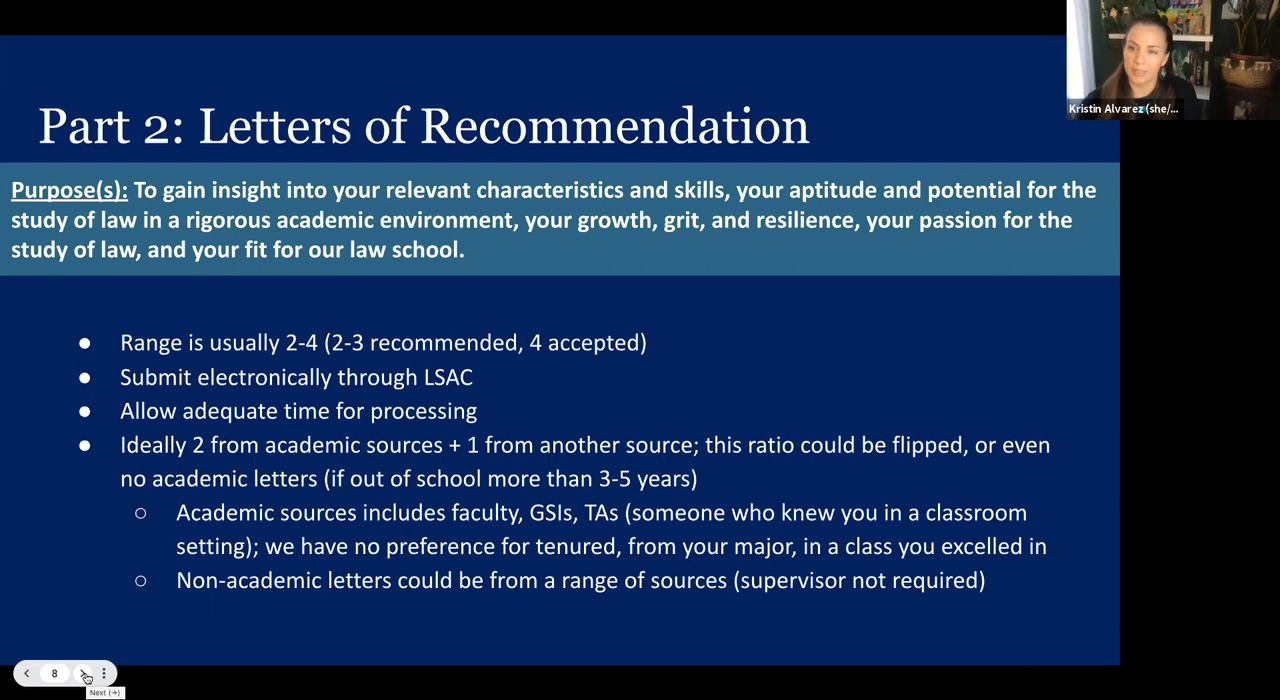 Kristin Alvarez (she/...
Part 2: Letters of Recommendation
Purpose(s): To gain insight into your relevant characteristics and skills, your aptitude and potential for the
study of law in a rigorous academic environment, your growth, grit, and resilience, your passion for the
study of law, and your fit for our law school.
● Range is usually 2-4 (2-3 recommended, 4 accepted)
● Submit electronically through LSAC
● Allow adequate time for processing
● Ideally 2 from academic sources + 1 from another source; this ratio could be flipped, or even
no academic letters (if out of school more than 3-5 years)
○ Academic sources includes faculty, GSIs, TAs (someone who knew you in a classroom
setting); we have no preference for tenured, from your major, in a class you excelled in
○ Non-academic letters could be from a range of sources (supervisor not required)
8
Next (→)